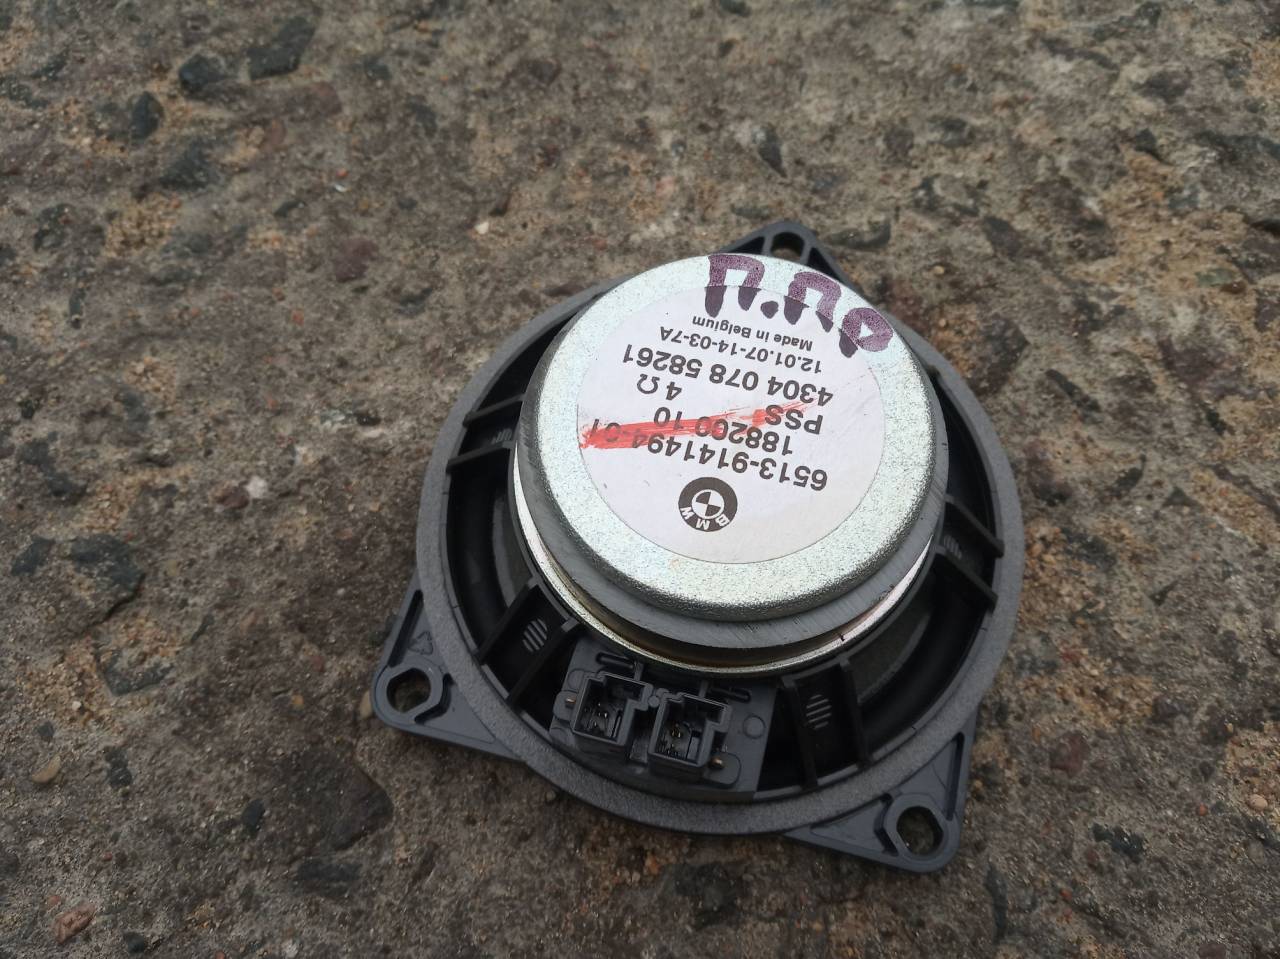 BMW
6513-9141494-01
188200 10
PSS
4 Ω
4304 078 58261
12.01.07-14-03-7A
Made in Belgium